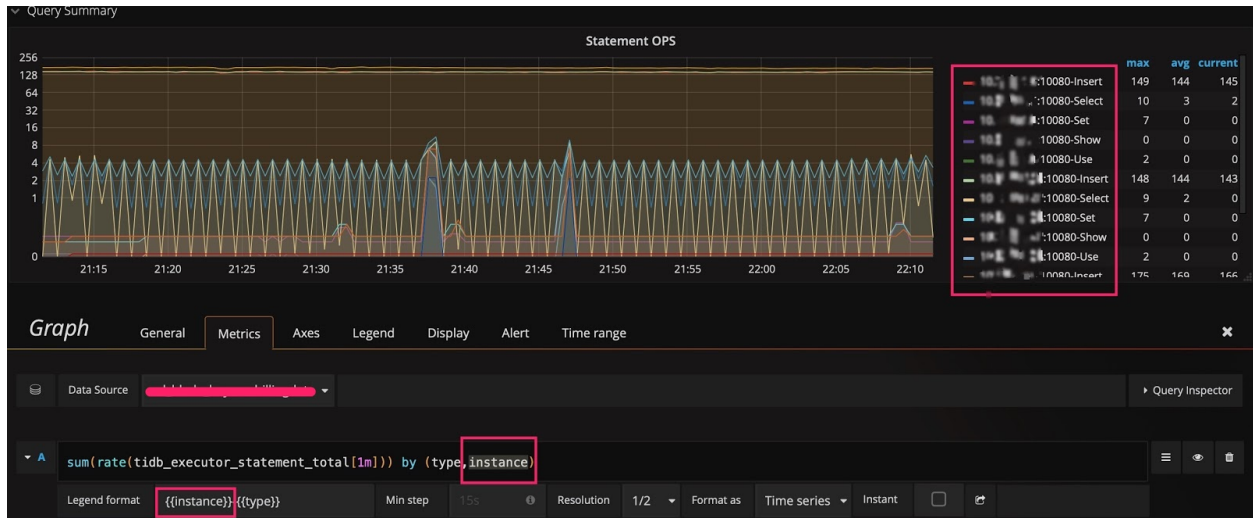 Query Summary
Statement OPS
256
128
64
32
16
8
4
2
1
0
21:15 21:20 21:25 21:30 21:35 21:40 21:45 21:50 21:55 22:00 22:05 22:10
max avg current
:10080-Insert 149 144 145
:10080-Select 10 3 2
:10080-Set 7 0 0
:10080-Show 0 0 0
:10080-Use 2 0 0
:10080-Insert 148 144 143
:10080-Select 9 2 0
:10080-Set 7 0 0
:10080-Show 0 0 0
:10080-Use 2 0 0
:10080-Insert 175 169 166
Graph General Metrics Axes Legend Display Alert Time range
Data Source Query Inspector
A sum(rate(tidb_executor_statement_total[1m])) by (type,instance)
Legend format {{instance}}-{{type}} Min step 15s Resolution 1/2 Format as Time series Instant